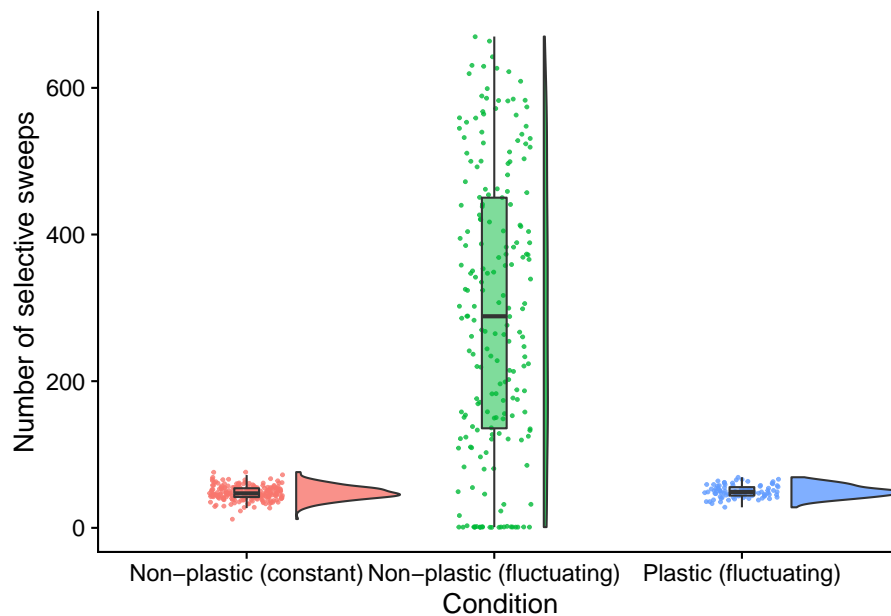 Number of selective sweeps
600
400
200
0
Non−plastic (constant) Non−plastic (fluctuating) Plastic (fluctuating)
Condition